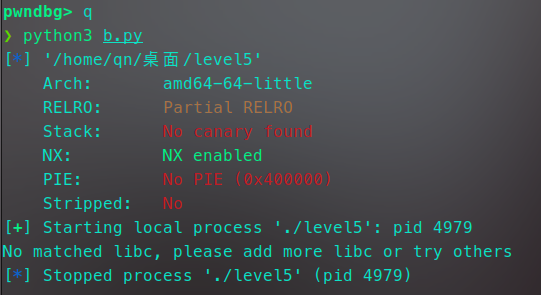 pwndbg> q
❯ python3 b.py
[*] '/home/qn/桌面/level5'
Arch: amd64-64-little
RELRO: Partial RELRO
Stack: No canary found
NX: NX enabled
PIE: No PIE (0x400000)
Stripped: No
[+] Starting local process './level5': pid 4979
No matched libc, please add more libc or try others
[*] Stopped process './level5' (pid 4979)